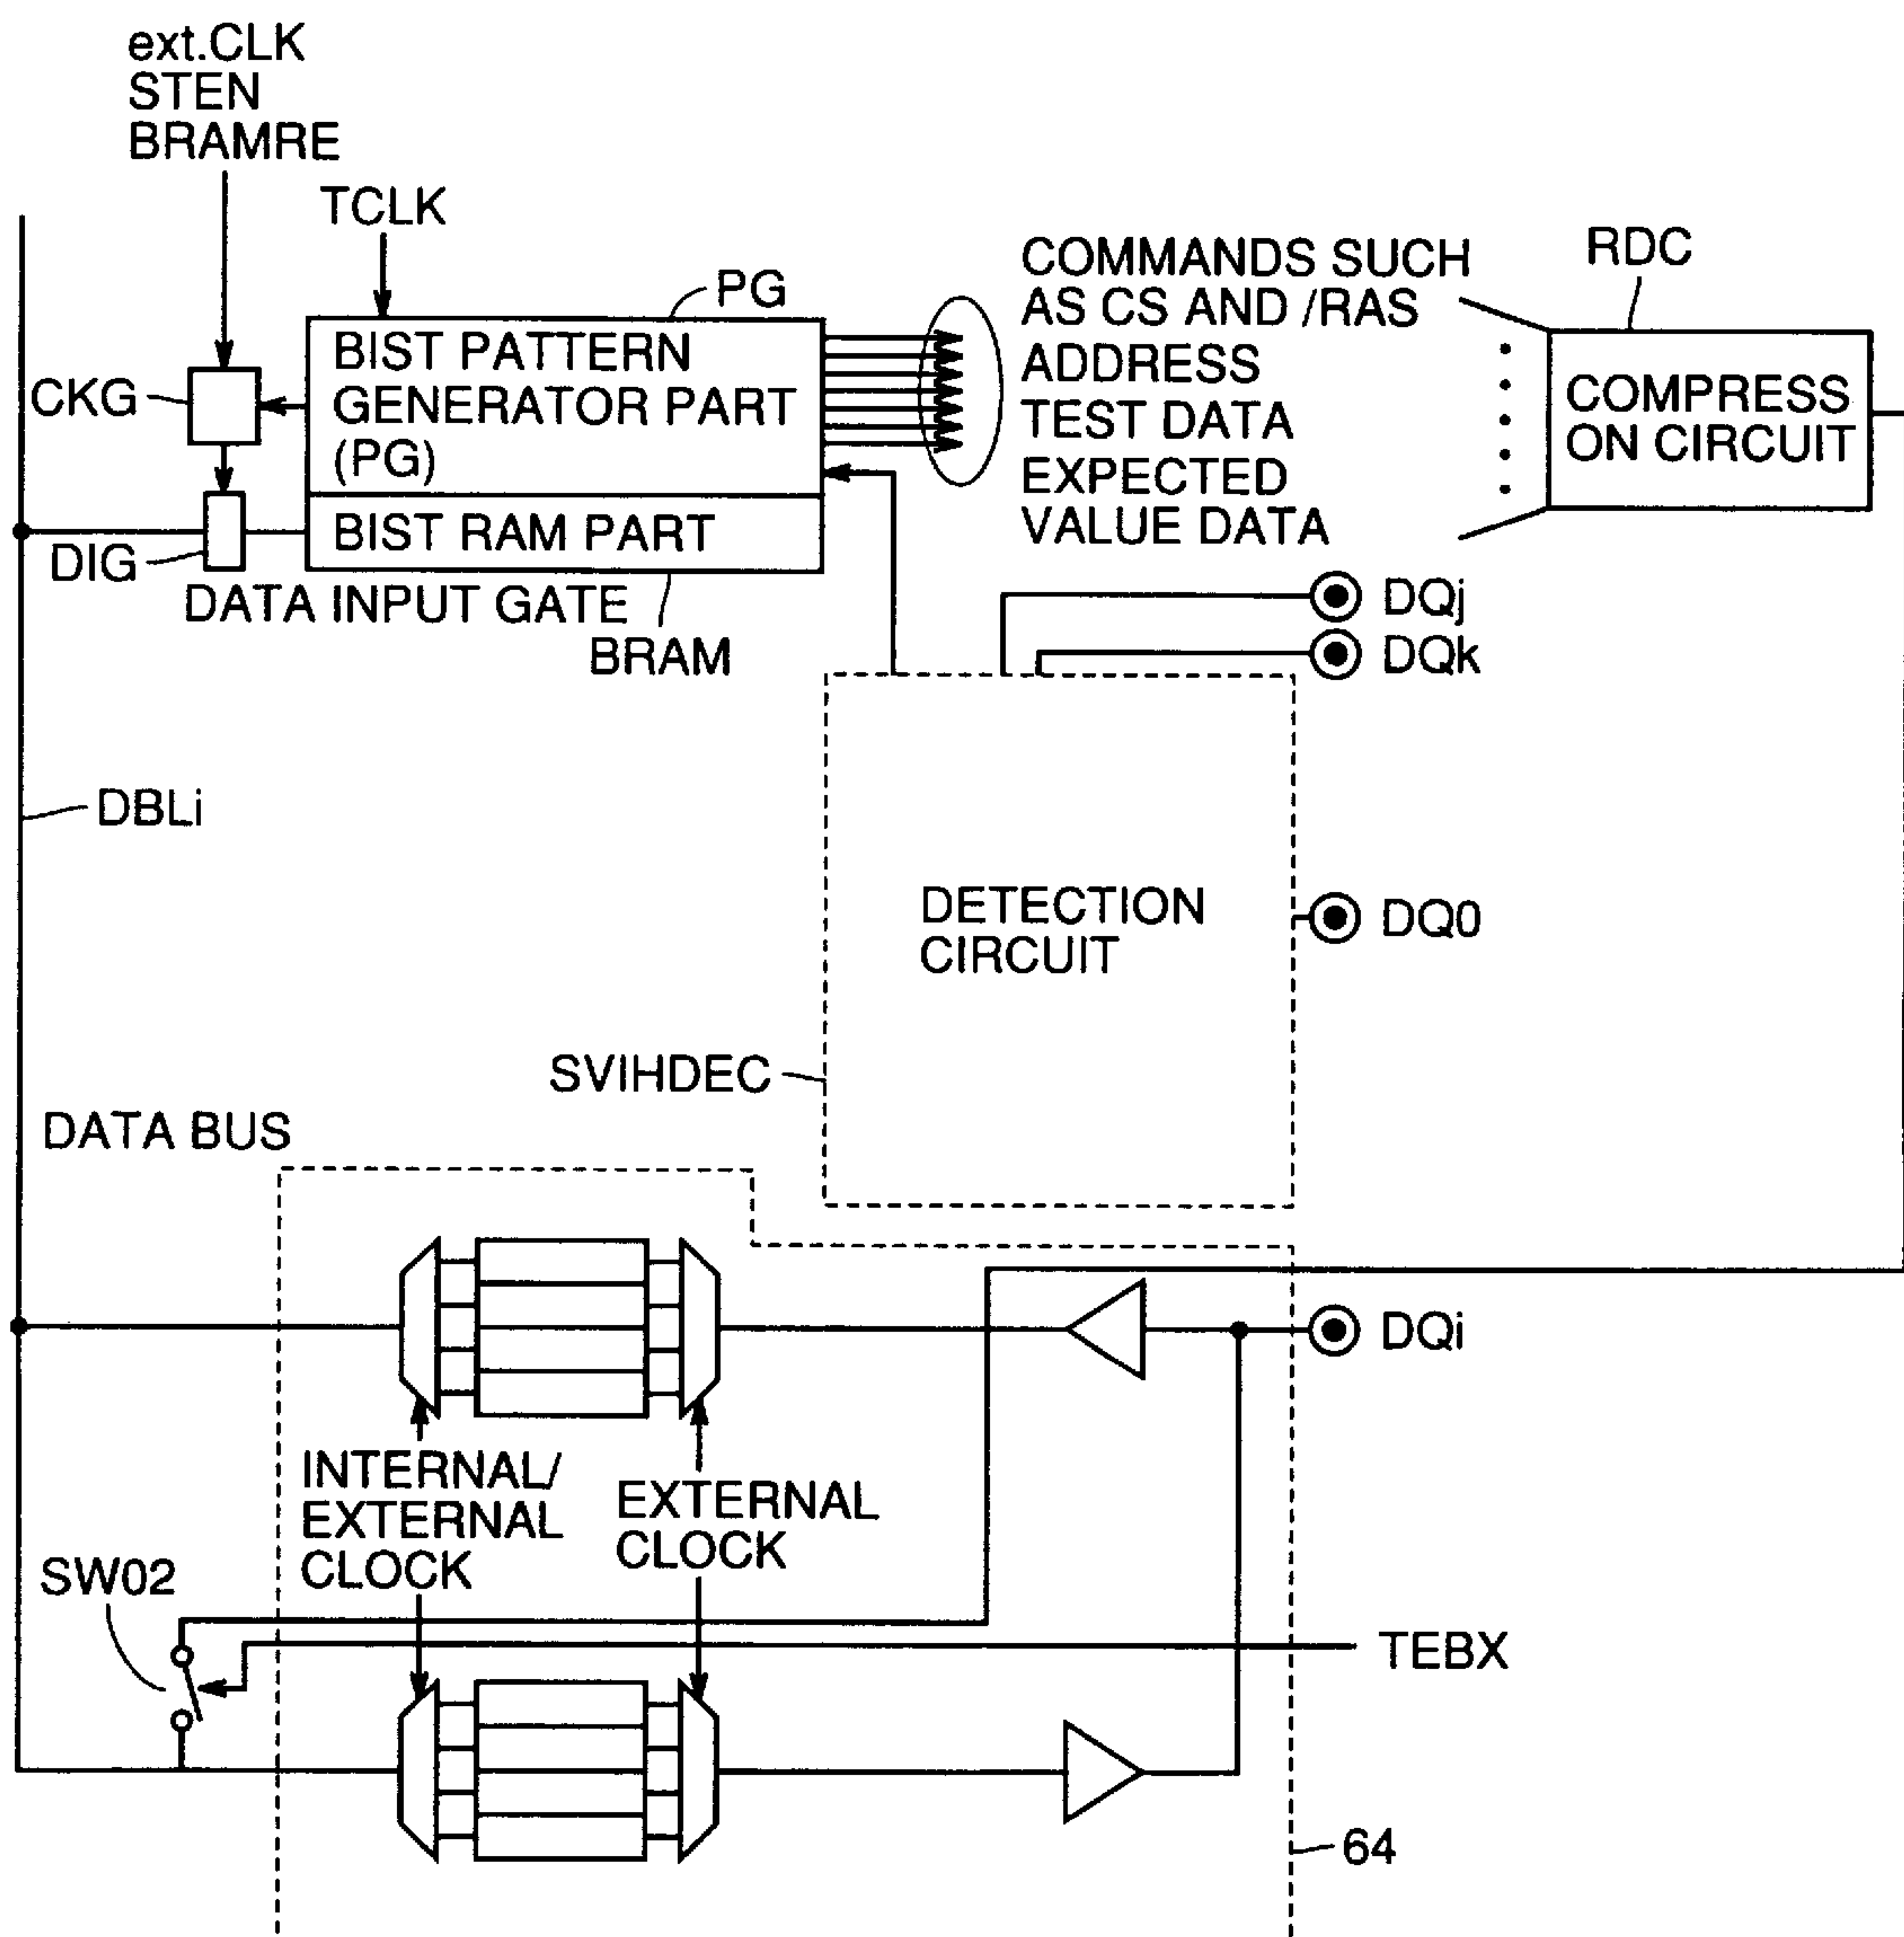 ext.CLK
STEN
BRAMRE
TCLK
PG
COMMANDS SUCH
AS CS AND /RAS
ADDRESS
TEST DATA
EXPECTED
VALUE DATA
RDC
COMPRESS
ON CIRCUIT
BIST PATTERN
GENERATOR PART
(PG)
CKG
BIST RAM PART
DIG
DATA INPUT GATE
BRAM
DQj
DQk
DBLi
DETECTION
CIRCUIT
DQ0
SVIHDEC
DATA BUS
DQi
INTERNAL/
EXTERNAL
CLOCK
EXTERNAL
CLOCK
SW02
TEBX
64